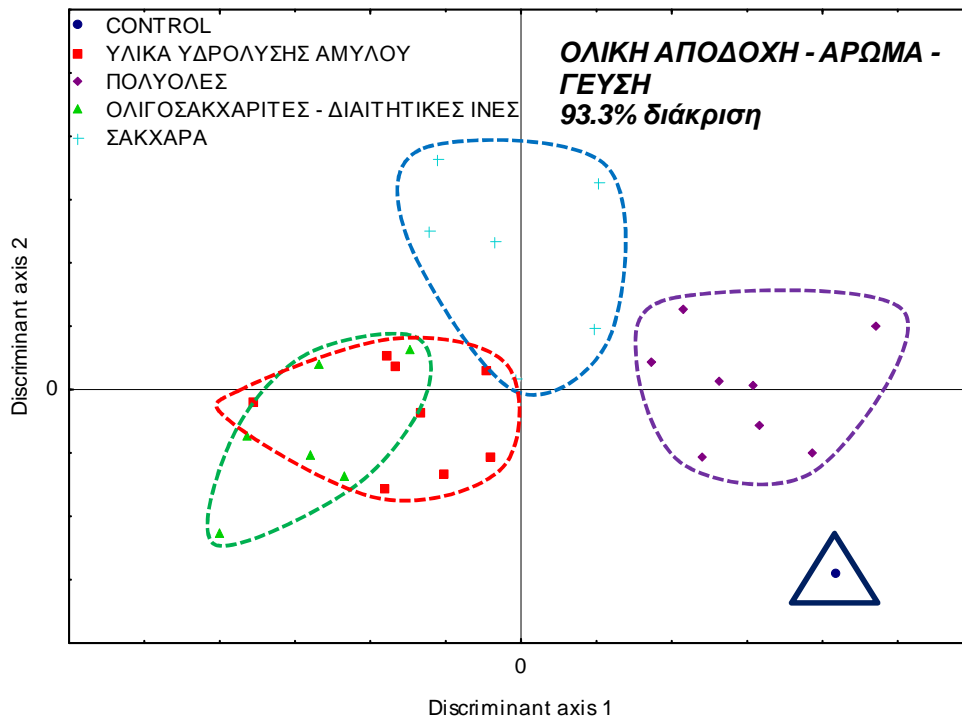 CONTROL
ΥΛΙΚΑ ΥΔΡΟΛΥΣΗΣ ΑΜΥΛΟΥ
ΠΟΛΥΟΛΕΣ
ΟΛΙΓΟΣΑΚΧΑΡΙΤΕΣ - ΔΙΑΙΤΗΤΙΚΕΣ ΙΝΕΣ
ΣΑΚΧΑΡΑ
ΟΛΙΚΗ ΑΠΟΔΟΧΗ - ΑΡΩΜΑ -
ΓΕΥΣΗ
93.3% διάκριση
Discriminant axis 2
0
0
Discriminant axis 1